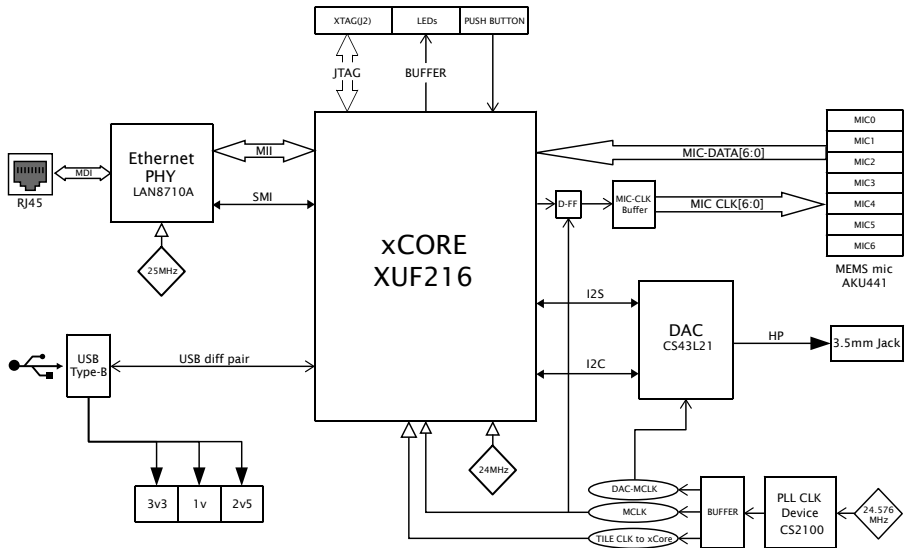 XTAG(J2)
LEDs
PUSH BUTTON
JTAG
BUFFER
RJ45
MDI
Ethernet
PHY
LAN8710A
MII
SMI
25MHz
xCORE
XUF216
MIC-DATA[6:0]
D-FF
MIC-CLK
Buffer
MIC CLK[6:0]
MIC0
MIC1
MIC2
MIC3
MIC4
MIC5
MIC6
MEMS mic
AKU441
I2S
I2C
DAC
CS43L21
HP
3.5mm Jack
USB
Type-B
USB diff pair
3v3
1v
2v5
24MHz
DAC-MCLK
MCLK
TILE CLK to xCore
BUFFER
PLL CLK
Device
CS2100
24.576
MHz